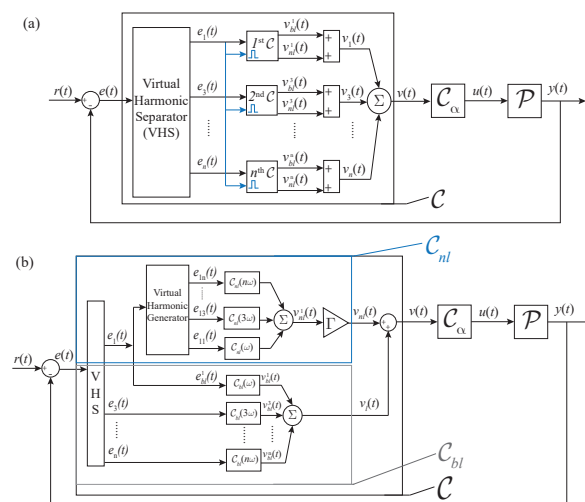 (a)
r(t)
+
-
e(t)
Virtual
Harmonic
Separator
(VHS)
e₁(t)
e₃(t)
eₙ(t)
1ˢᵗ C
2ⁿᵈ C
nᵗʰ C
v¹bl(t)
v¹nl(t)
v³bl(t)
v³nl(t)
vⁿbl(t)
vⁿnl(t)
+
+
+
+
+
+
v₁(t)
v₃(t)
vₙ(t)
Σ
v(t)
Cα
u(t)
P
y(t)
C
(b)
Cnl
r(t)
+
-
e(t)
V
H
S
e₁(t)
e₃(t)
eₙ(t)
Virtual
Harmonic
Generator
e₁ₙ(t)
e₁₃(t)
e₁₁(t)
Cnl(nω)
Cnl(3ω)
Cnl(ω)
Σ
v¹nl(t)
Γ
vnl(t)
+
+
v(t)
Cα
u(t)
P
y(t)
e¹bl(t)
Cbl(ω)
Cbl(3ω)
Cbl(nω)
v¹bl(t)
v³bl(t)
vⁿbl(t)
Σ
vl(t)
Cbl
C